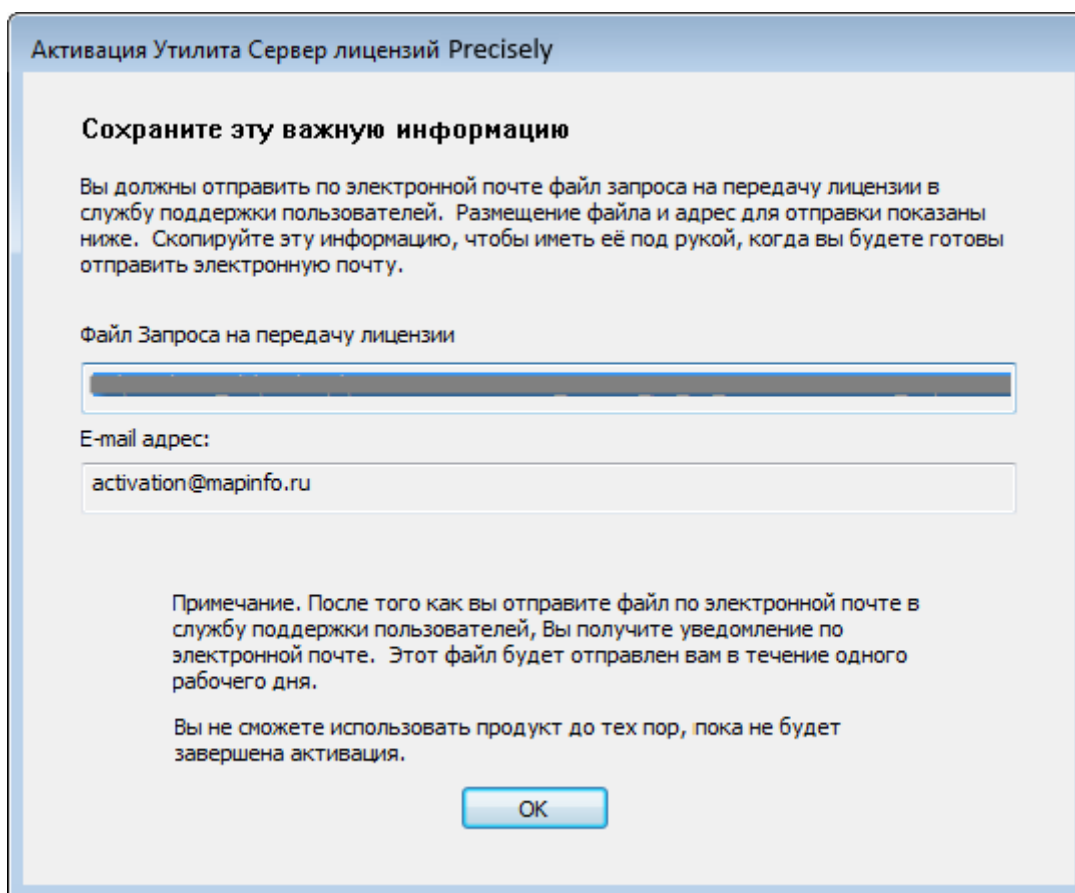 Активация Утилита Сервер лицензий Precisely
Сохраните эту важную информацию
Вы должны отправить по электронной почте файл запроса на передачу лицензии в
службу поддержки пользователей.  Размещение файла и адрес для отправки показаны
ниже.  Скопируйте эту информацию, чтобы иметь её под рукой, когда вы будете готовы
отправить электронную почту.
Файл Запроса на передачу лицензии
E-mail адрес:
activation@mapinfo.ru
Примечание. После того как вы отправите файл по электронной почте в
службу поддержки пользователей, Вы получите уведомление по
электронной почте.  Этот файл будет отправлен вам в течение одного
рабочего дня.
Вы не сможете использовать продукт до тех пор, пока не будет
завершена активация.
OK